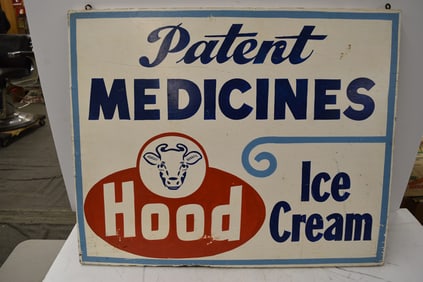 Patent
MEDICINES
Hood
Ice
Cream